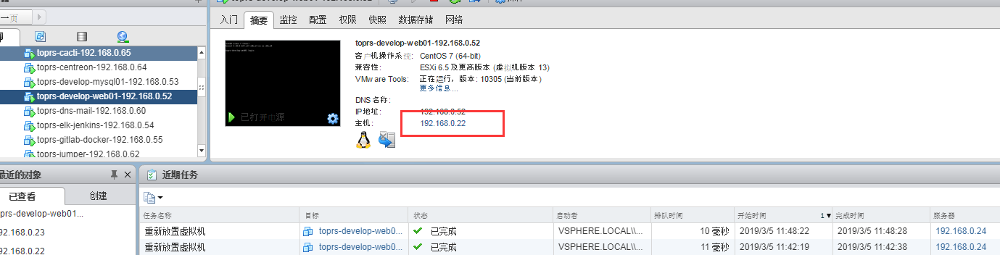 一页
toprs-cacti-192.168.0.65
toprs-centreon-192.168.0.64
toprs-develop-mysql01-192.168.0.53
toprs-develop-web01-192.168.0.52
toprs-dns-mail-192.168.0.60
toprs-elk-jenkins-192.168.0.54
toprs-gitlab-docker-192.168.0.55
toprs-jumper-192.168.0.62
入门 摘要 监控 配置 权限 快照 数据存储 网络
toprs-develop-web01-192.168.0.52
客户机操作系统: CentOS 7 (64-bit)
兼容性: ESXi 6.5 及更高版本 (虚拟机版本 13)
VMware Tools: 正在运行，版本: 10305 (当前版本)
更多信息...
DNS 名称:
IP 地址: 192.168.0.52
主机: 192.168.0.22
已打开电源
最近的对象
已查看 创建
toprs-develop-web01...
192.168.0.23
192.168.0.22
近期任务
任务名称 目标 状态 启动者 排队时间 开始时间 1 ▼ 完成时间 服务器
重新放置虚拟机 toprs-develop-web0... 已完成 VSPHERE.LOCAL\\... 10 毫秒 2019/3/5 11:48:22 2019/3/5 11:48:28 192.168.0.24
重新放置虚拟机 toprs-develop-web0... 已完成 VSPHERE.LOCAL\\... 11 毫秒 2019/3/5 11:42:19 2019/3/5 11:48:38 192.168.0.24